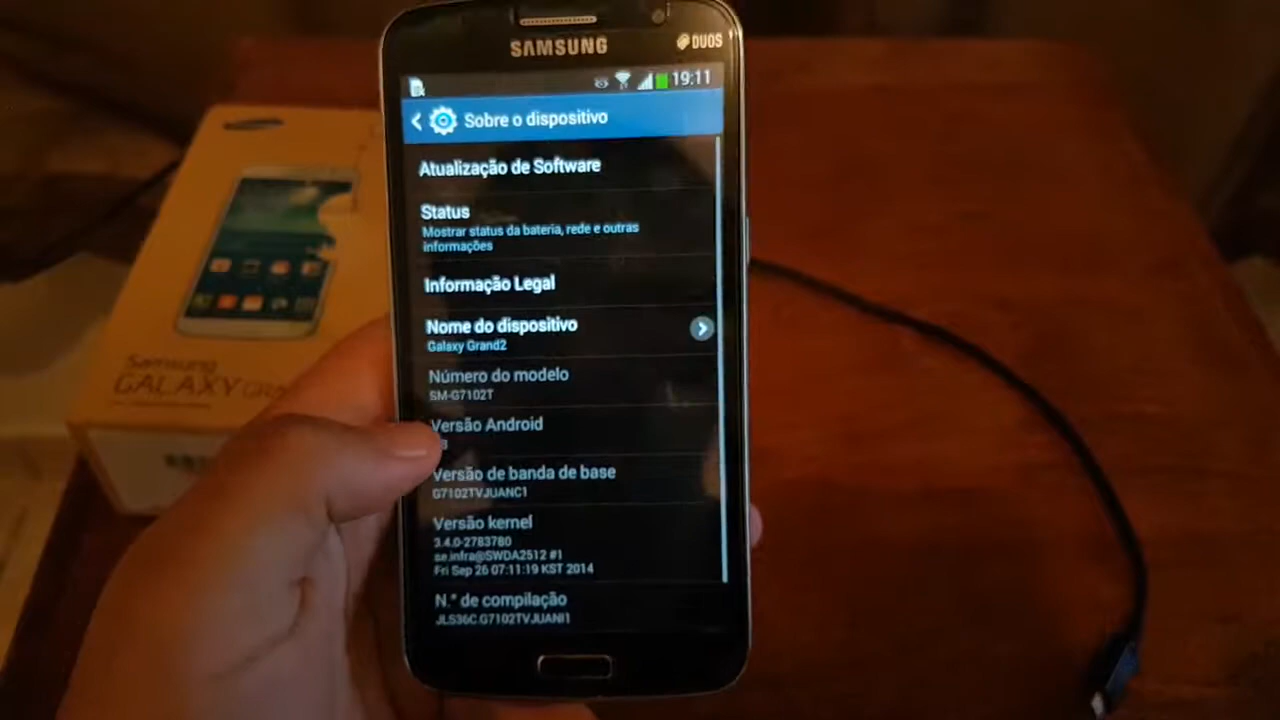 SAMSUNG
DUOS
19:11
Sobre o dispositivo
Atualização de Software
Status
Mostrar status da bateria, rede e outras
informações
Informação Legal
Nome do dispositivo
Galaxy Grand2
Número do modelo
SM-G7102T
Versão Android
Versão de banda de base
G7102TVJUANC1
Versão kernel
3.4.0-2783780
se.infra@SWDA2512 #1
Fri Sep 26 07:11:19 KST 2014
N.° de compilação
JLS36C.G7102TVJUANI1
Samsung
GALAXY